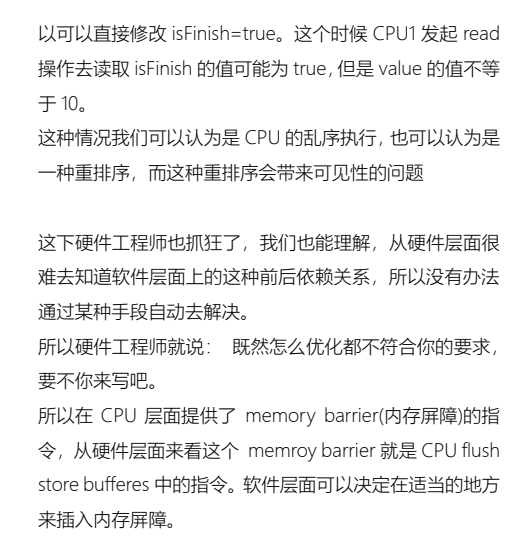 以可以直接修改 isFinish=true。这个时候 CPU1 发起 read
操作去读取 isFinish 的值可能为 true，但是 value 的值不等
于 10。
这种情况我们可以认为是 CPU 的乱序执行，也可以认为是
一种重排序，而这种重排序会带来可见性的问题
这下硬件工程师也抓狂了，我们也能理解，从硬件层面很
难去知道软件层面上的这种前后依赖关系，所以没有办法
通过某种手段自动去解决。
所以硬件工程师就说： 既然怎么优化都不符合你的要求，
要不你来写吧。
所以在 CPU 层面提供了 memory barrier(内存屏障)的指
令，从硬件层面来看这个 memroy barrier 就是 CPU flush
store bufferes 中的指令。软件层面可以决定在适当的地方
来插入内存屏障。